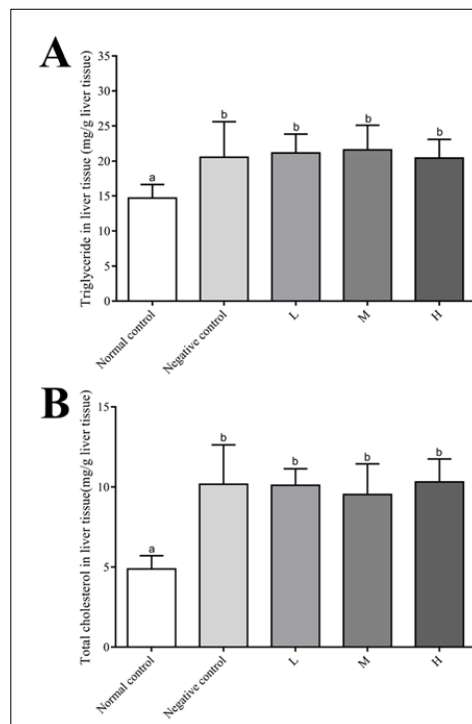 A
Triglyceride in liver tissue (mg/g liver tissue)
35
30
25
20
15
10
5
0
a
b
b
b
b
Normal control
Negative control
L
M
H
B
Total cholesterol in liver tissue(mg/g liver tissue)
15
10
5
0
a
b
b
b
b
Normal control
Negative control
L
M
H